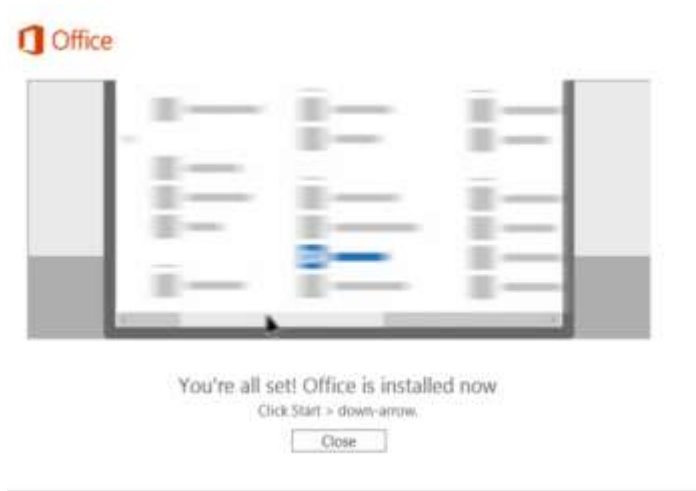 Office
You're all set! Office is installed now
Click Start > down-arrow.
Close